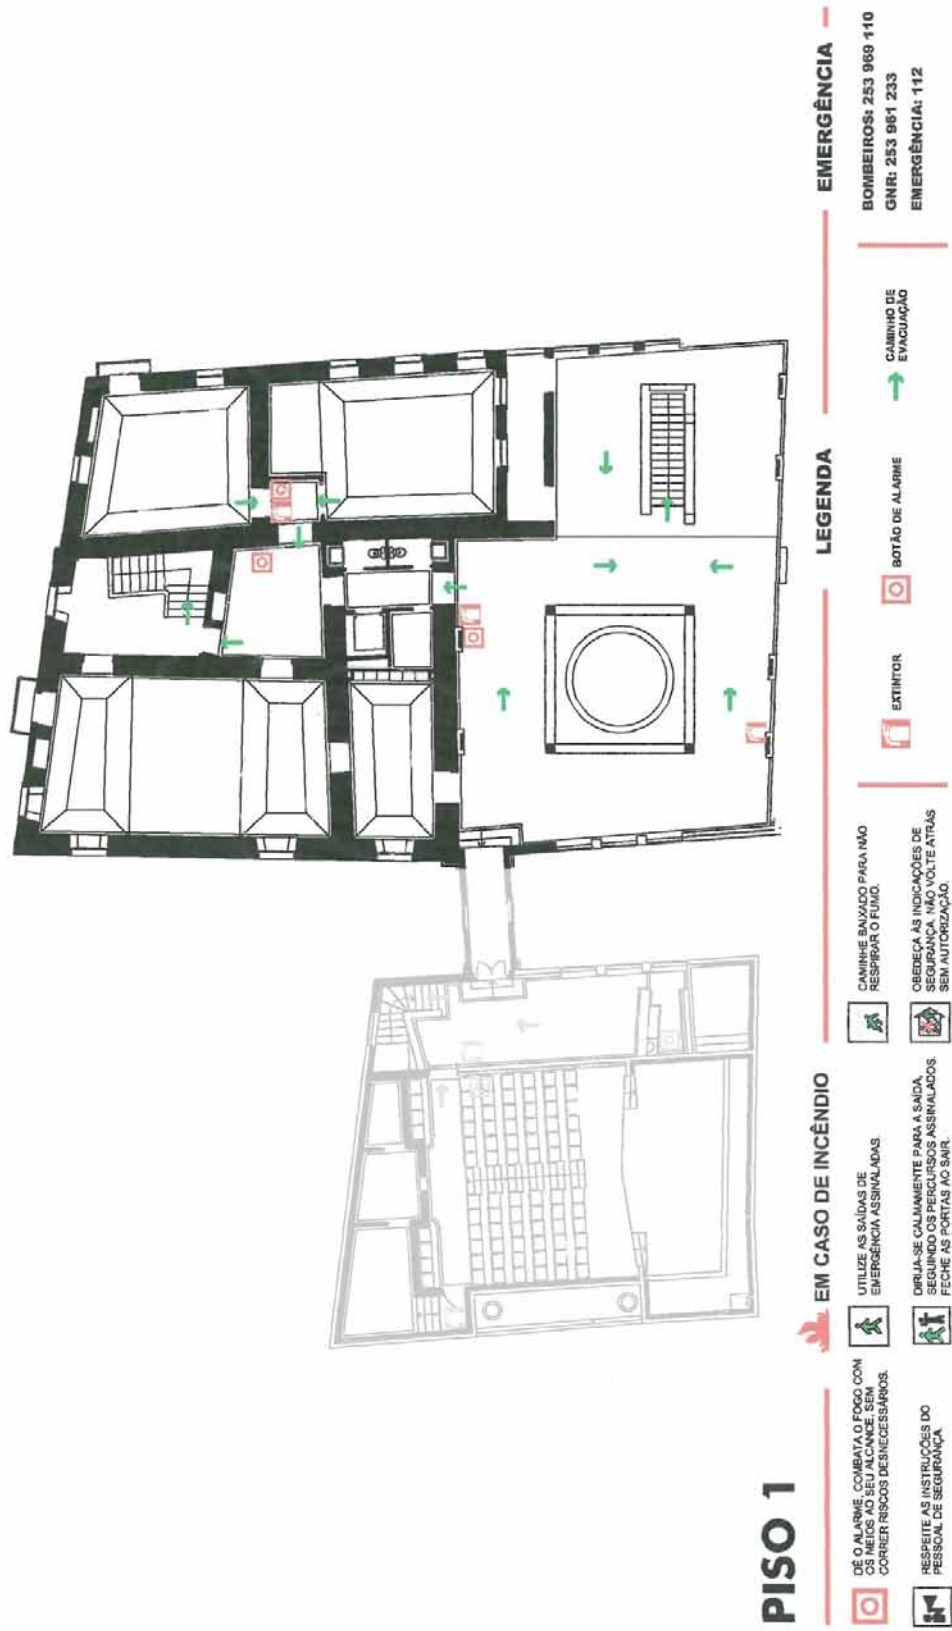 PISO 1
EM CASO DE INCÊNDIO
DÊ O ALARME, COMBATA O FOGO COM
OS MEIOS AO SEU ALCANCE, SEM
CORRER RISCOS DESNECESSÁRIOS.
RESPEITE AS INSTRUÇÕES DO
PESSOAL DE SEGURANÇA
UTILIZE AS SAÍDAS DE
EMERGÊNCIA ASSINALADAS.
DIRIJA-SE CALMAMENTE PARA A SAÍDA,
SEGUINDO OS PERCURSOS ASSINALADOS.
FECHE AS PORTAS AO SAIR.
CAMINHE BAIXADO PARA NÃO
RESPIRAR O FUMO.
OBEDEÇA ÀS INDICAÇÕES DE
SEGURANÇA. NÃO VOLTE ATRÁS
SEM AUTORIZAÇÃO.
LEGENDA
EXTINTOR
BOTÃO DE ALARME
CAMINHO DE
EVACUAÇÃO
EMERGÊNCIA
BOMBEIROS: 253 969 110
GNR: 253 961 233
EMERGÊNCIA: 112